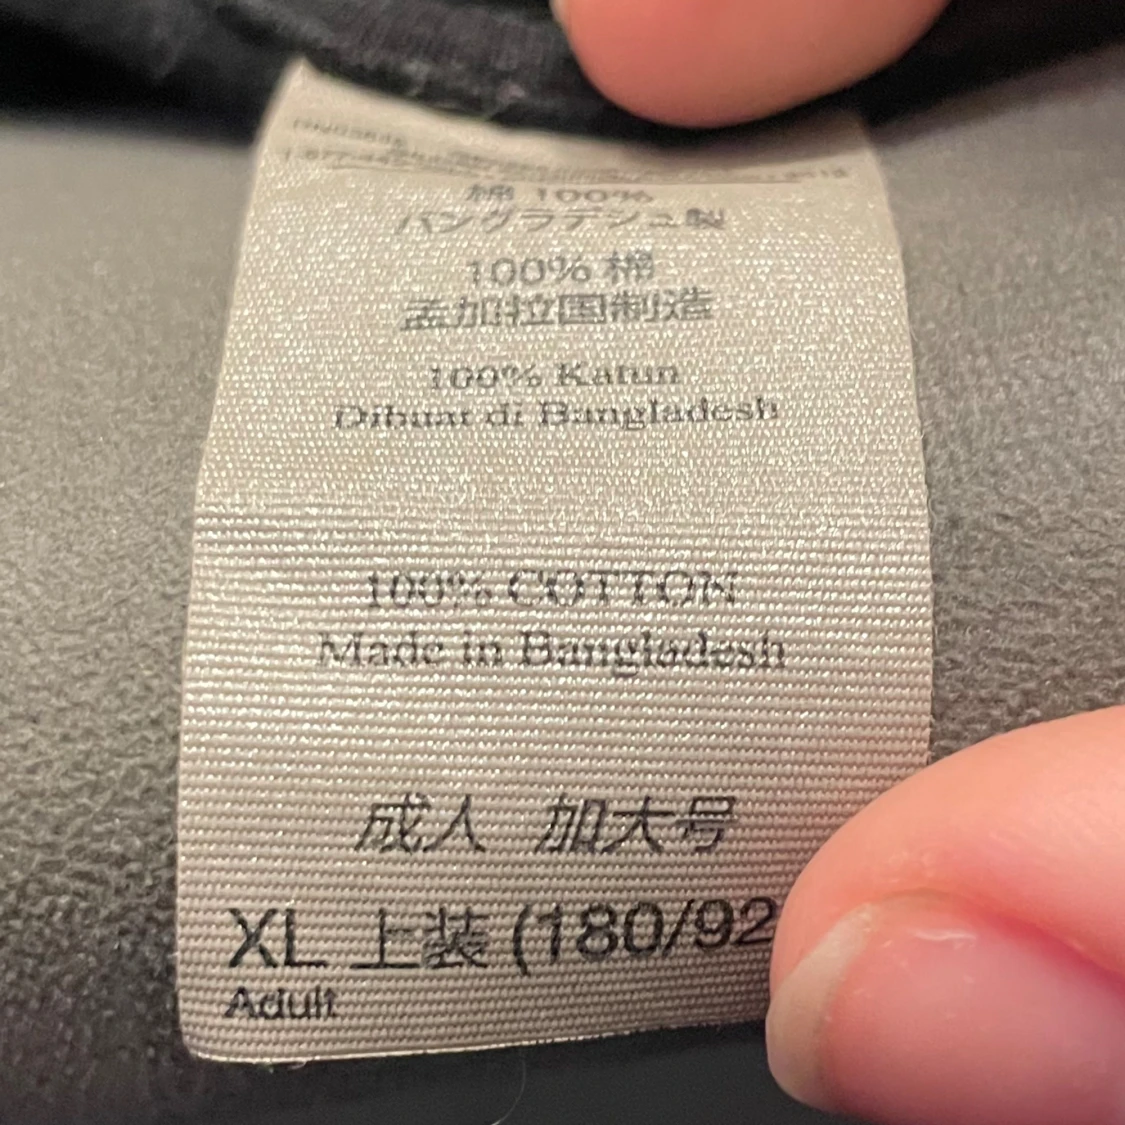 棉 100%
バングラデシュ製
100% 棉
孟加拉国制造
100% Katun
Dibuat di Bangladesh
100% COTTON
Made in Bangladesh
成人 加大号
XL 上装 (180/92
Adult